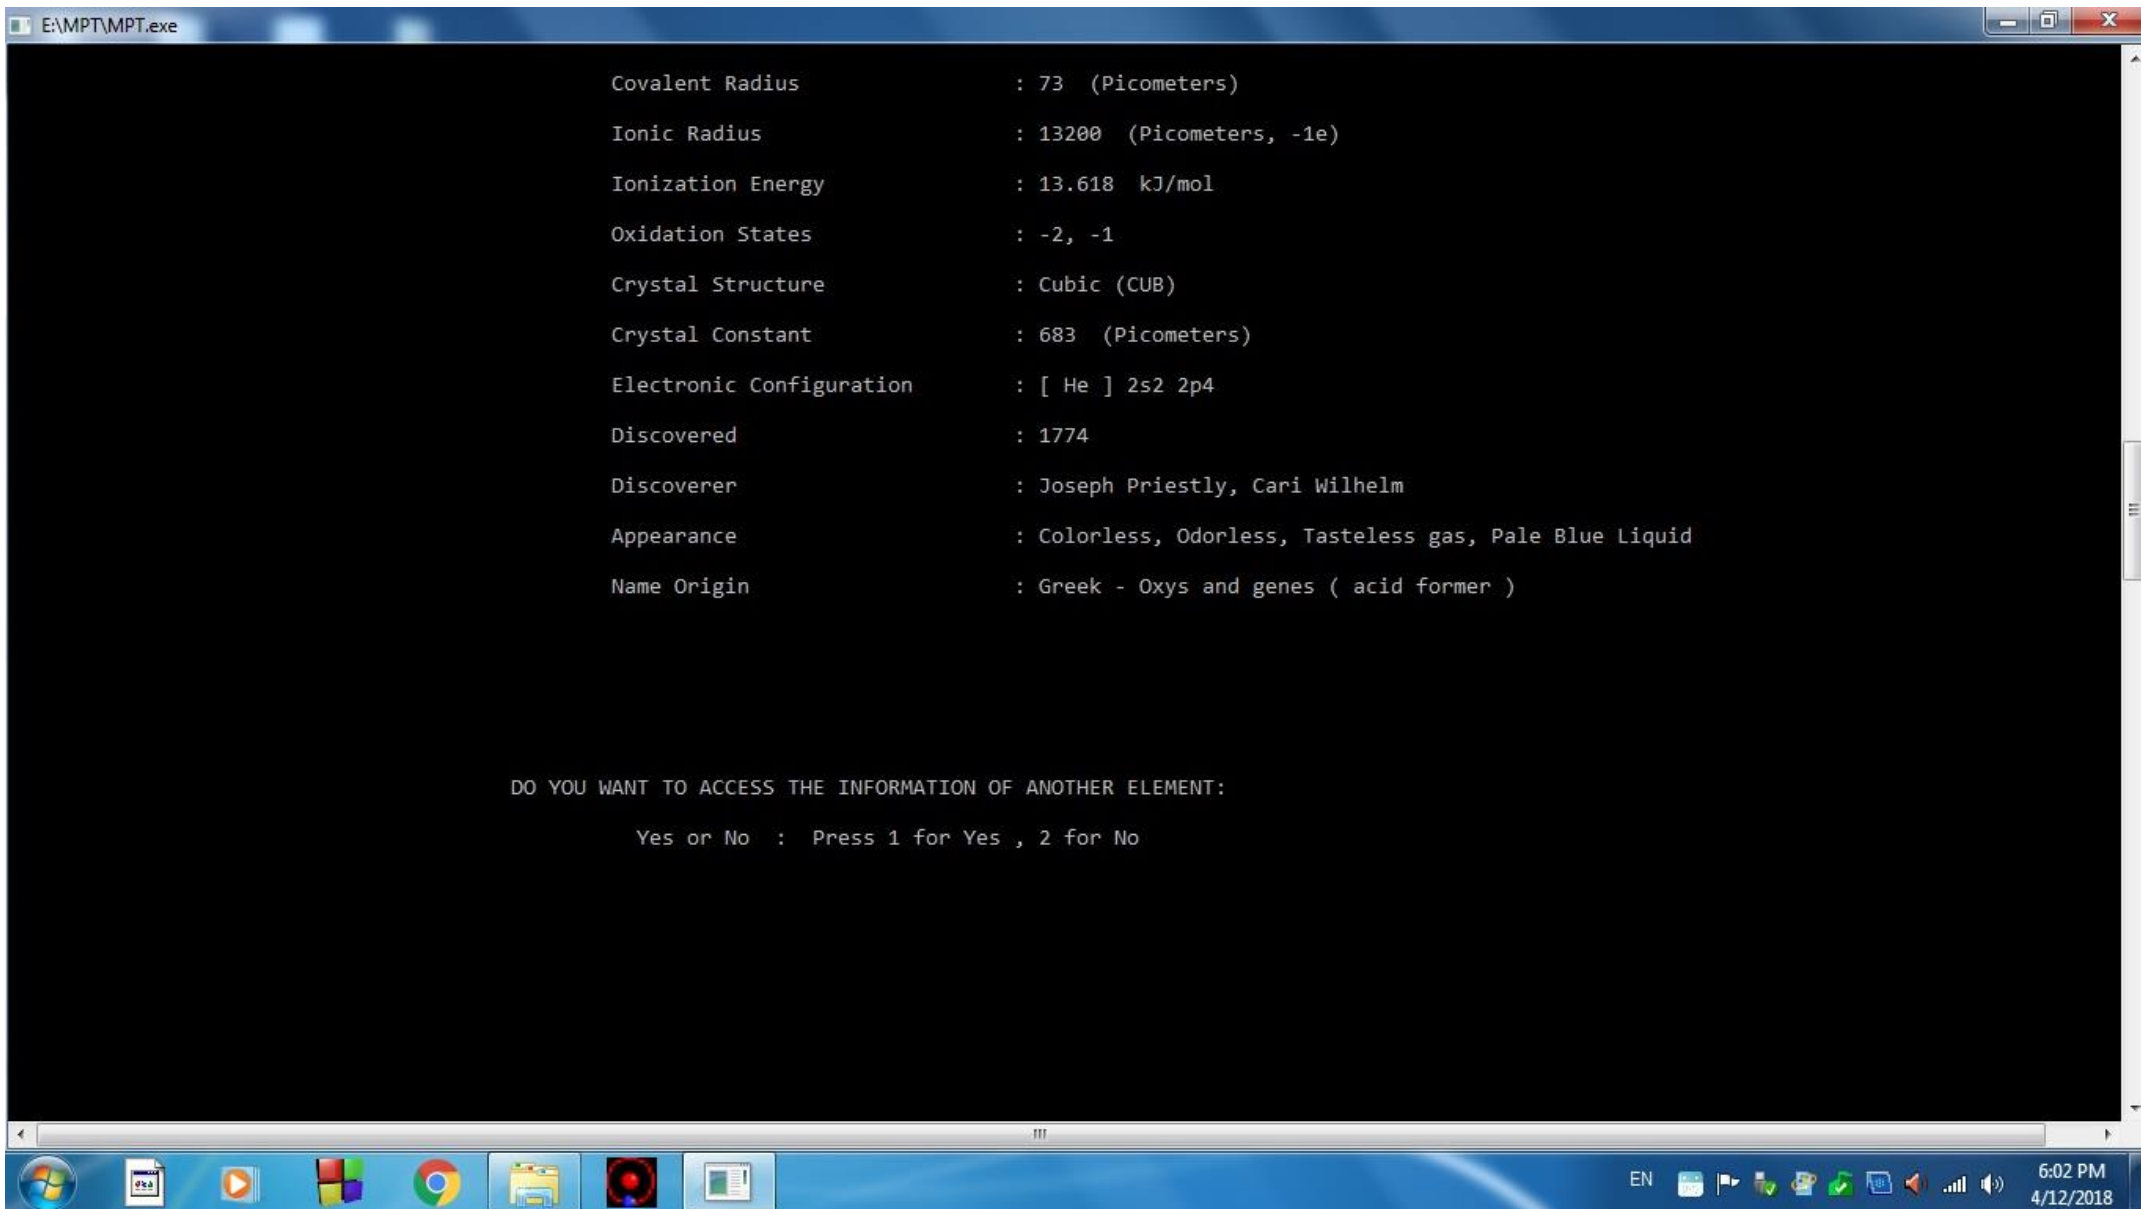 E:\MPT\MPT.exe
Covalent Radius : 73 (Picometers)
Ionic Radius : 13200 (Picometers, -1e)
Ionization Energy : 13.618 kJ/mol
Oxidation States : -2, -1
Crystal Structure : Cubic (CUB)
Crystal Constant : 683 (Picometers)
Electronic Configuration : [ He ] 2s2 2p4
Discovered : 1774
Discoverer : Joseph Priestly, Cari Wilhelm
Appearance : Colorless, Odorless, Tasteless gas, Pale Blue Liquid
Name Origin : Greek - Oxys and genes ( acid former )
DO YOU WANT TO ACCESS THE INFORMATION OF ANOTHER ELEMENT:
Yes or No : Press 1 for Yes , 2 for No
EN
6:02 PM
4/12/2018